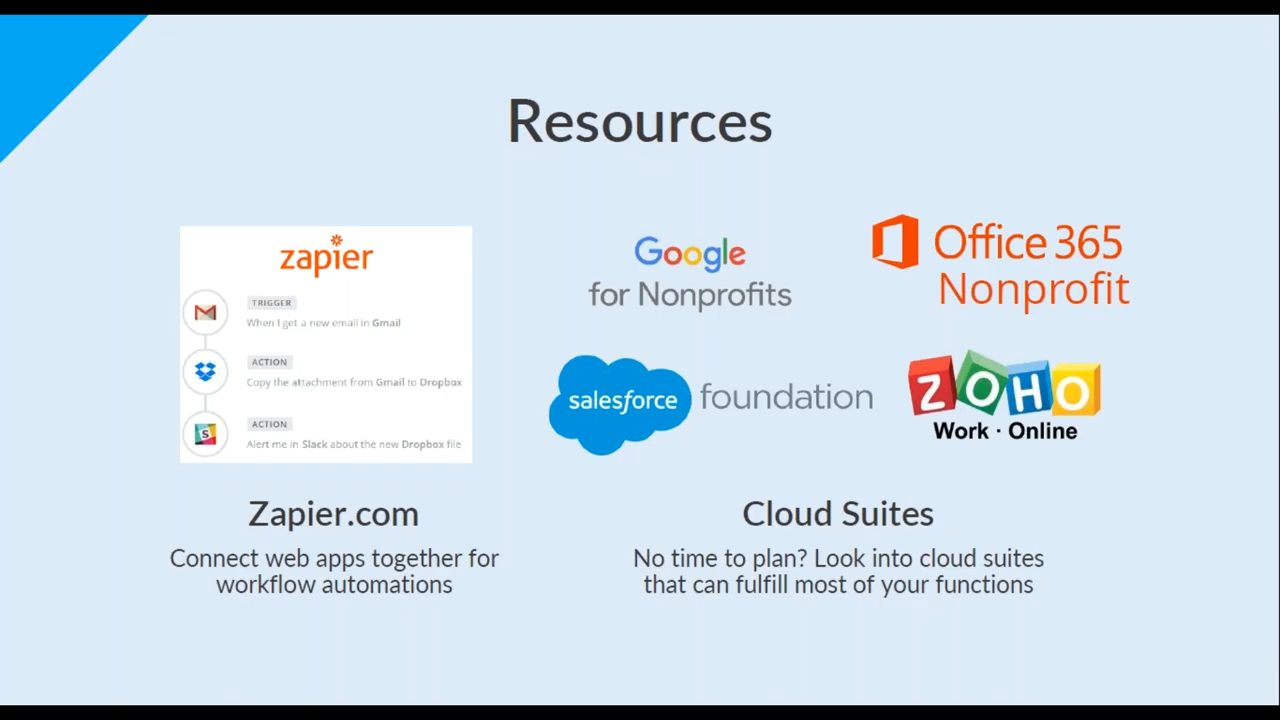 Resources
zapier
TRIGGER
When I get a new email in Gmail
ACTION
Copy the attachment from Gmail to Dropbox
ACTION
Alert me in Slack about the new Dropbox file
Zapier.com
Connect web apps together for
workflow automations
Google
for Nonprofits
Office 365
Nonprofit
salesforce foundation
ZOHO
Work · Online
Cloud Suites
No time to plan? Look into cloud suites
that can fulfill most of your functions